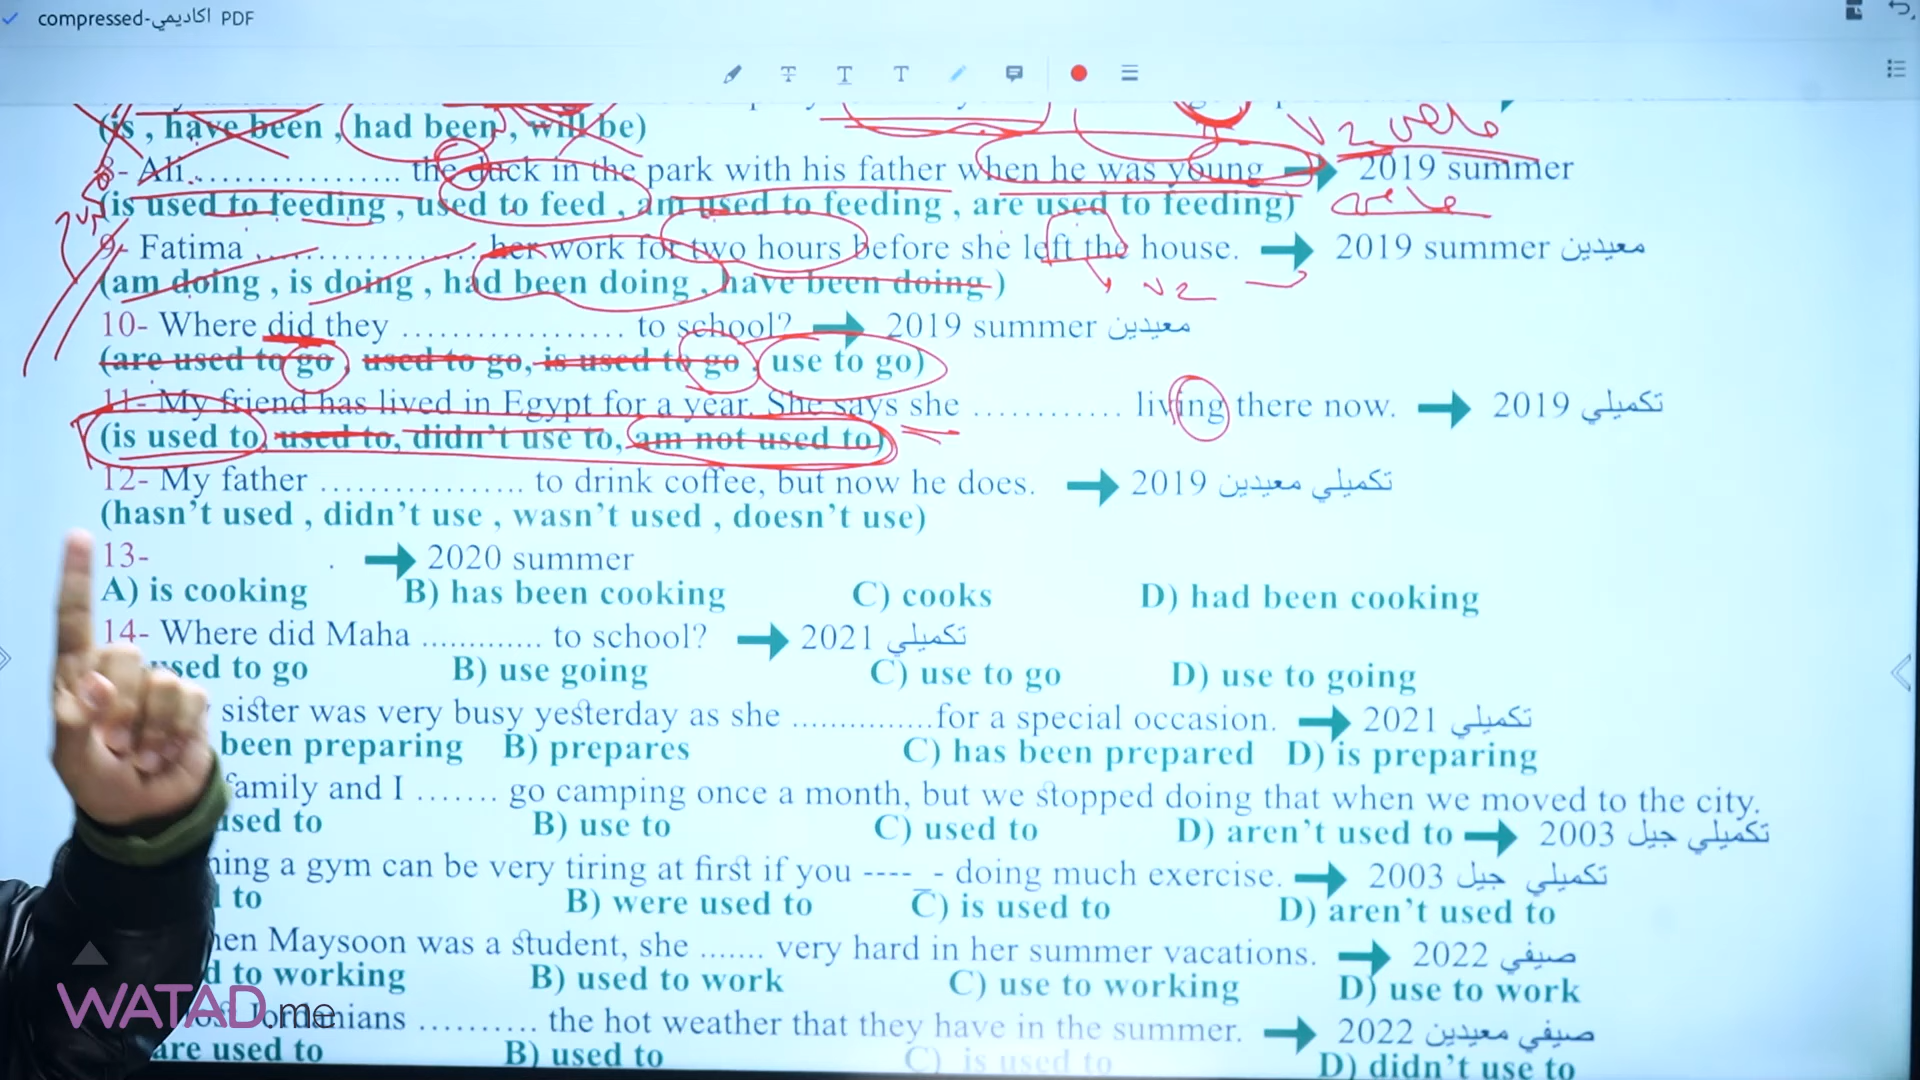 compressed-اكاديمي PDF
(is , have been , had been , will be)
V2 verb
8- Ali .................. the duck in the park with his father when he was young 2019 summer
(is used to feeding , used to feed , am used to feeding , are used to feeding)
9- Fatima .................. her work for two hours before she left the house. 2019 summer معيدين
(am doing , is doing , had been doing , have been doing )
V2
10- Where did they .................. to school? 2019 summer معيدين
(are used to go , used to go, is used to go , use to go)
11- My friend has lived in Egypt for a year. She says she ............ living there now. 2019 تكميلي
(is used to, used to, didn't use to, am not used to)
12- My father .................. to drink coffee, but now he does. 2019 تكميلي معيدين
(hasn't used , didn't use , wasn't used , doesn't use)
13- . 2020 summer
A) is cooking B) has been cooking C) cooks D) had been cooking
14- Where did Maha ............. to school? 2021 تكميلي
used to go B) use going C) use to go D) use to going
sister was very busy yesterday as she ...............for a special occasion. 2021 تكميلي
been preparing B) prepares C) has been prepared D) is preparing
family and I ........ go camping once a month, but we stopped doing that when we moved to the city.
used to B) use to C) used to D) aren't used to 2003 تكميلي جيل
ning a gym can be very tiring at first if you ---- - doing much exercise. 2003 تكميلي جيل
to B) were used to C) is used to D) aren't used to
hen Maysoon was a student, she ....... very hard in her summer vacations. 2022 صيفي
d to working B) used to work C) use to working D) use to work
Jordanians .......... the hot weather that they have in the summer. 2022 صيفي معيدين
are used to B) used to C) is used to D) didn't use to
WATAD.me